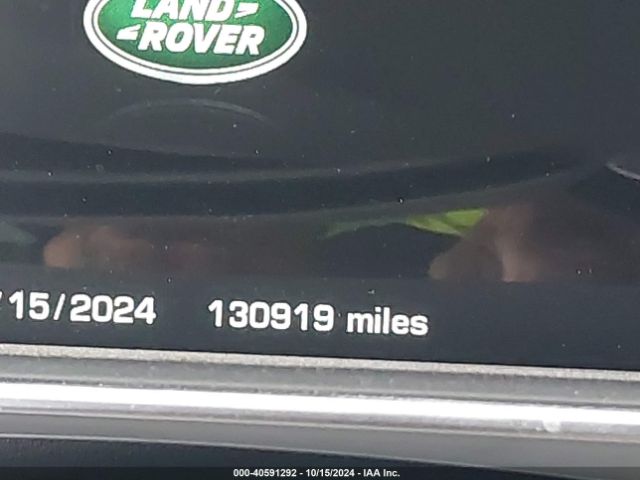 LAND
ROVER
/15/2024 130919 miles
000-40591292 - 10/15/2024 - IAA Inc.